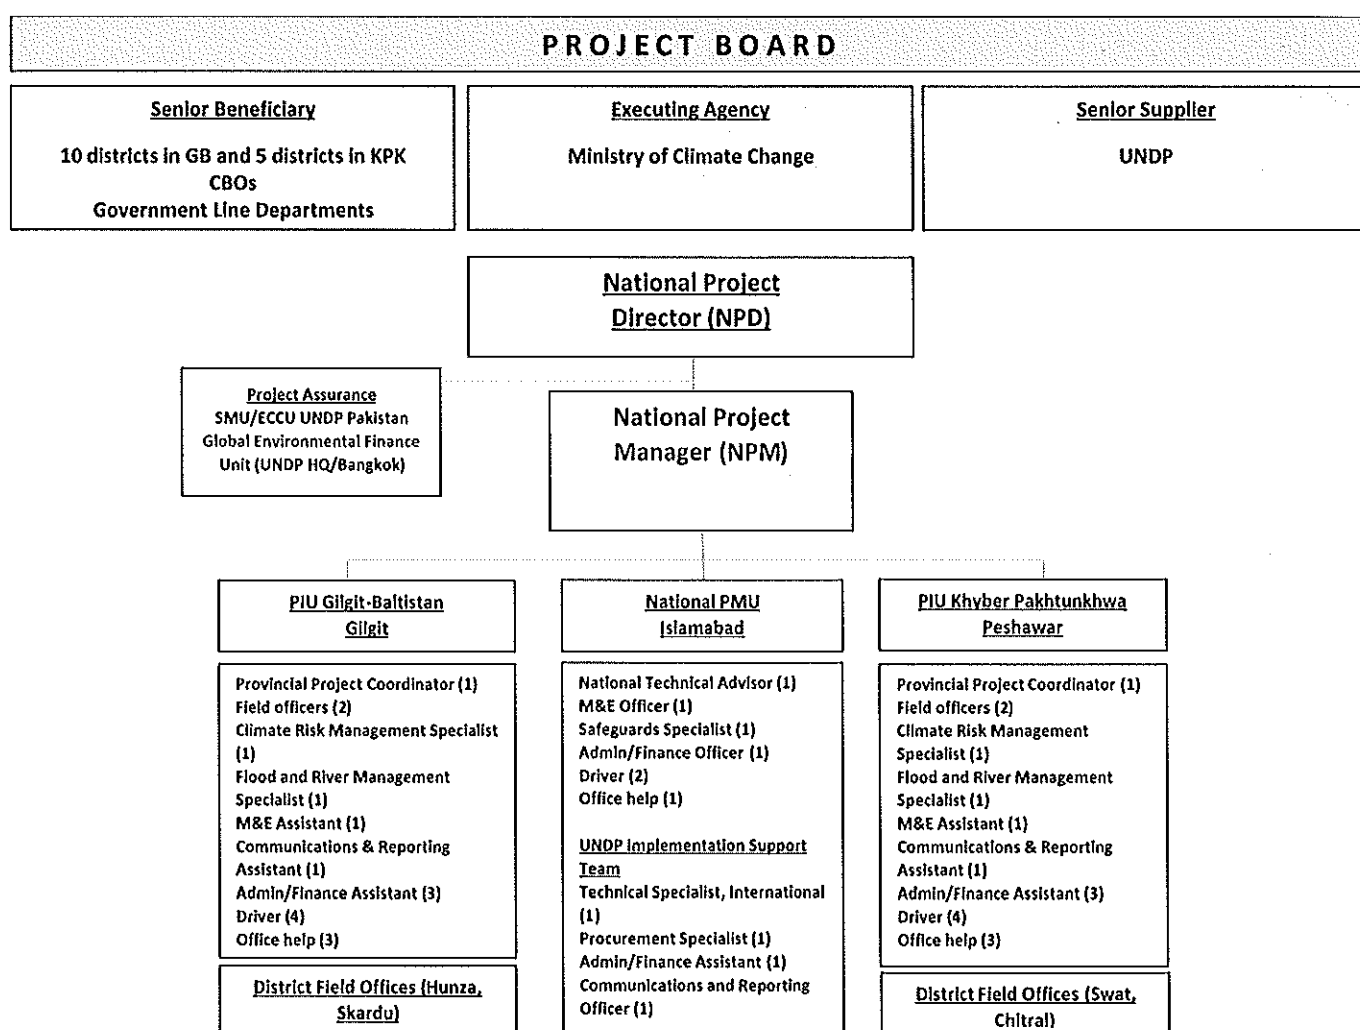 PROJECT BOARD
Senior Beneficiary
10 districts in GB and 5 districts in KPK
CBOs
Government Line Departments
Executing Agency
Ministry of Climate Change
Senior Supplier
UNDP
National Project
Director (NPD)
Project Assurance
SMU/ECCU UNDP Pakistan
Global Environmental Finance
Unit (UNDP HQ/Bangkok)
National Project
Manager (NPM)
PIU Gilgit-Baltistan
Gilgit
Provincial Project Coordinator (1)
Field officers (2)
Climate Risk Management Specialist
(1)
Flood and River Management
Specialist (1)
M&E Assistant (1)
Communications & Reporting
Assistant (1)
Admin/Finance Assistant (3)
Driver (4)
Office help (3)
District Field Offices (Hunza,
Skardu)
National PMU
Islamabad
National Technical Advisor (1)
M&E Officer (1)
Safeguards Specialist (1)
Admin/Finance Officer (1)
Driver (2)
Office help (1)
UNDP Implementation Support
Team
Technical Specialist, International
(1)
Procurement Specialist (1)
Admin/Finance Assistant (1)
Communications and Reporting
Officer (1)
PIU Khyber Pakhtunkhwa
Peshawar
Provincial Project Coordinator (1)
Field officers (2)
Climate Risk Management
Specialist (1)
Flood and River Management
Specialist (1)
M&E Assistant (1)
Communications & Reporting
Assistant (1)
Admin/Finance Assistant (3)
Driver (4)
Office help (3)
District Field Offices (Swat,
Chitral)